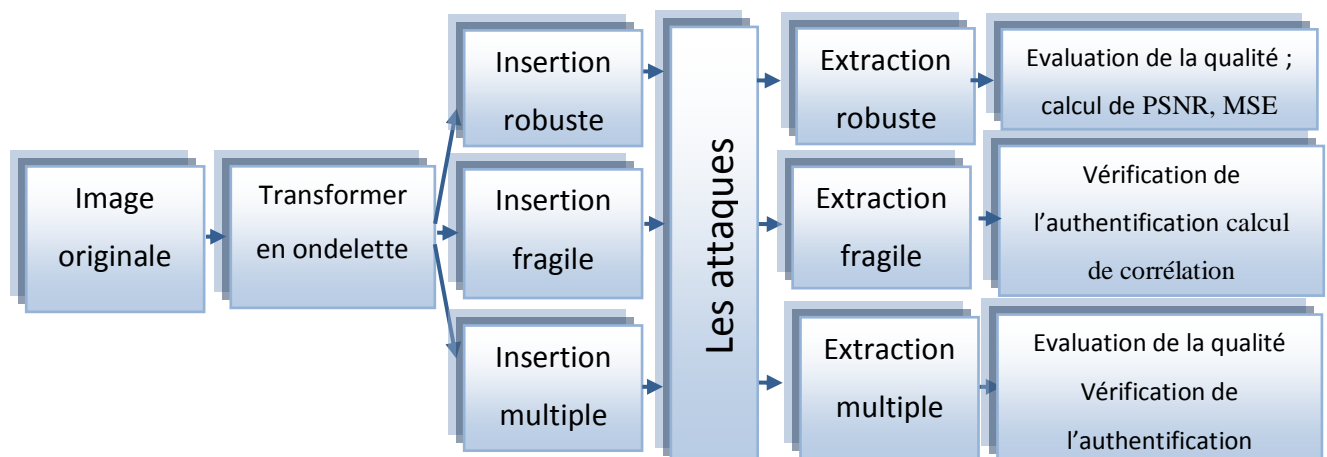 Image
originale
Transformer
en ondelette
Insertion
robuste
Insertion
fragile
Insertion
multiple
Les attaques
Extraction
robuste
Extraction
fragile
Extraction
multiple
Evaluation de la qualité ;
calcul de PSNR, MSE
Vérification de
l’authentification calcul
de corrélation
Evaluation de la qualité
Vérification de
l’authentification